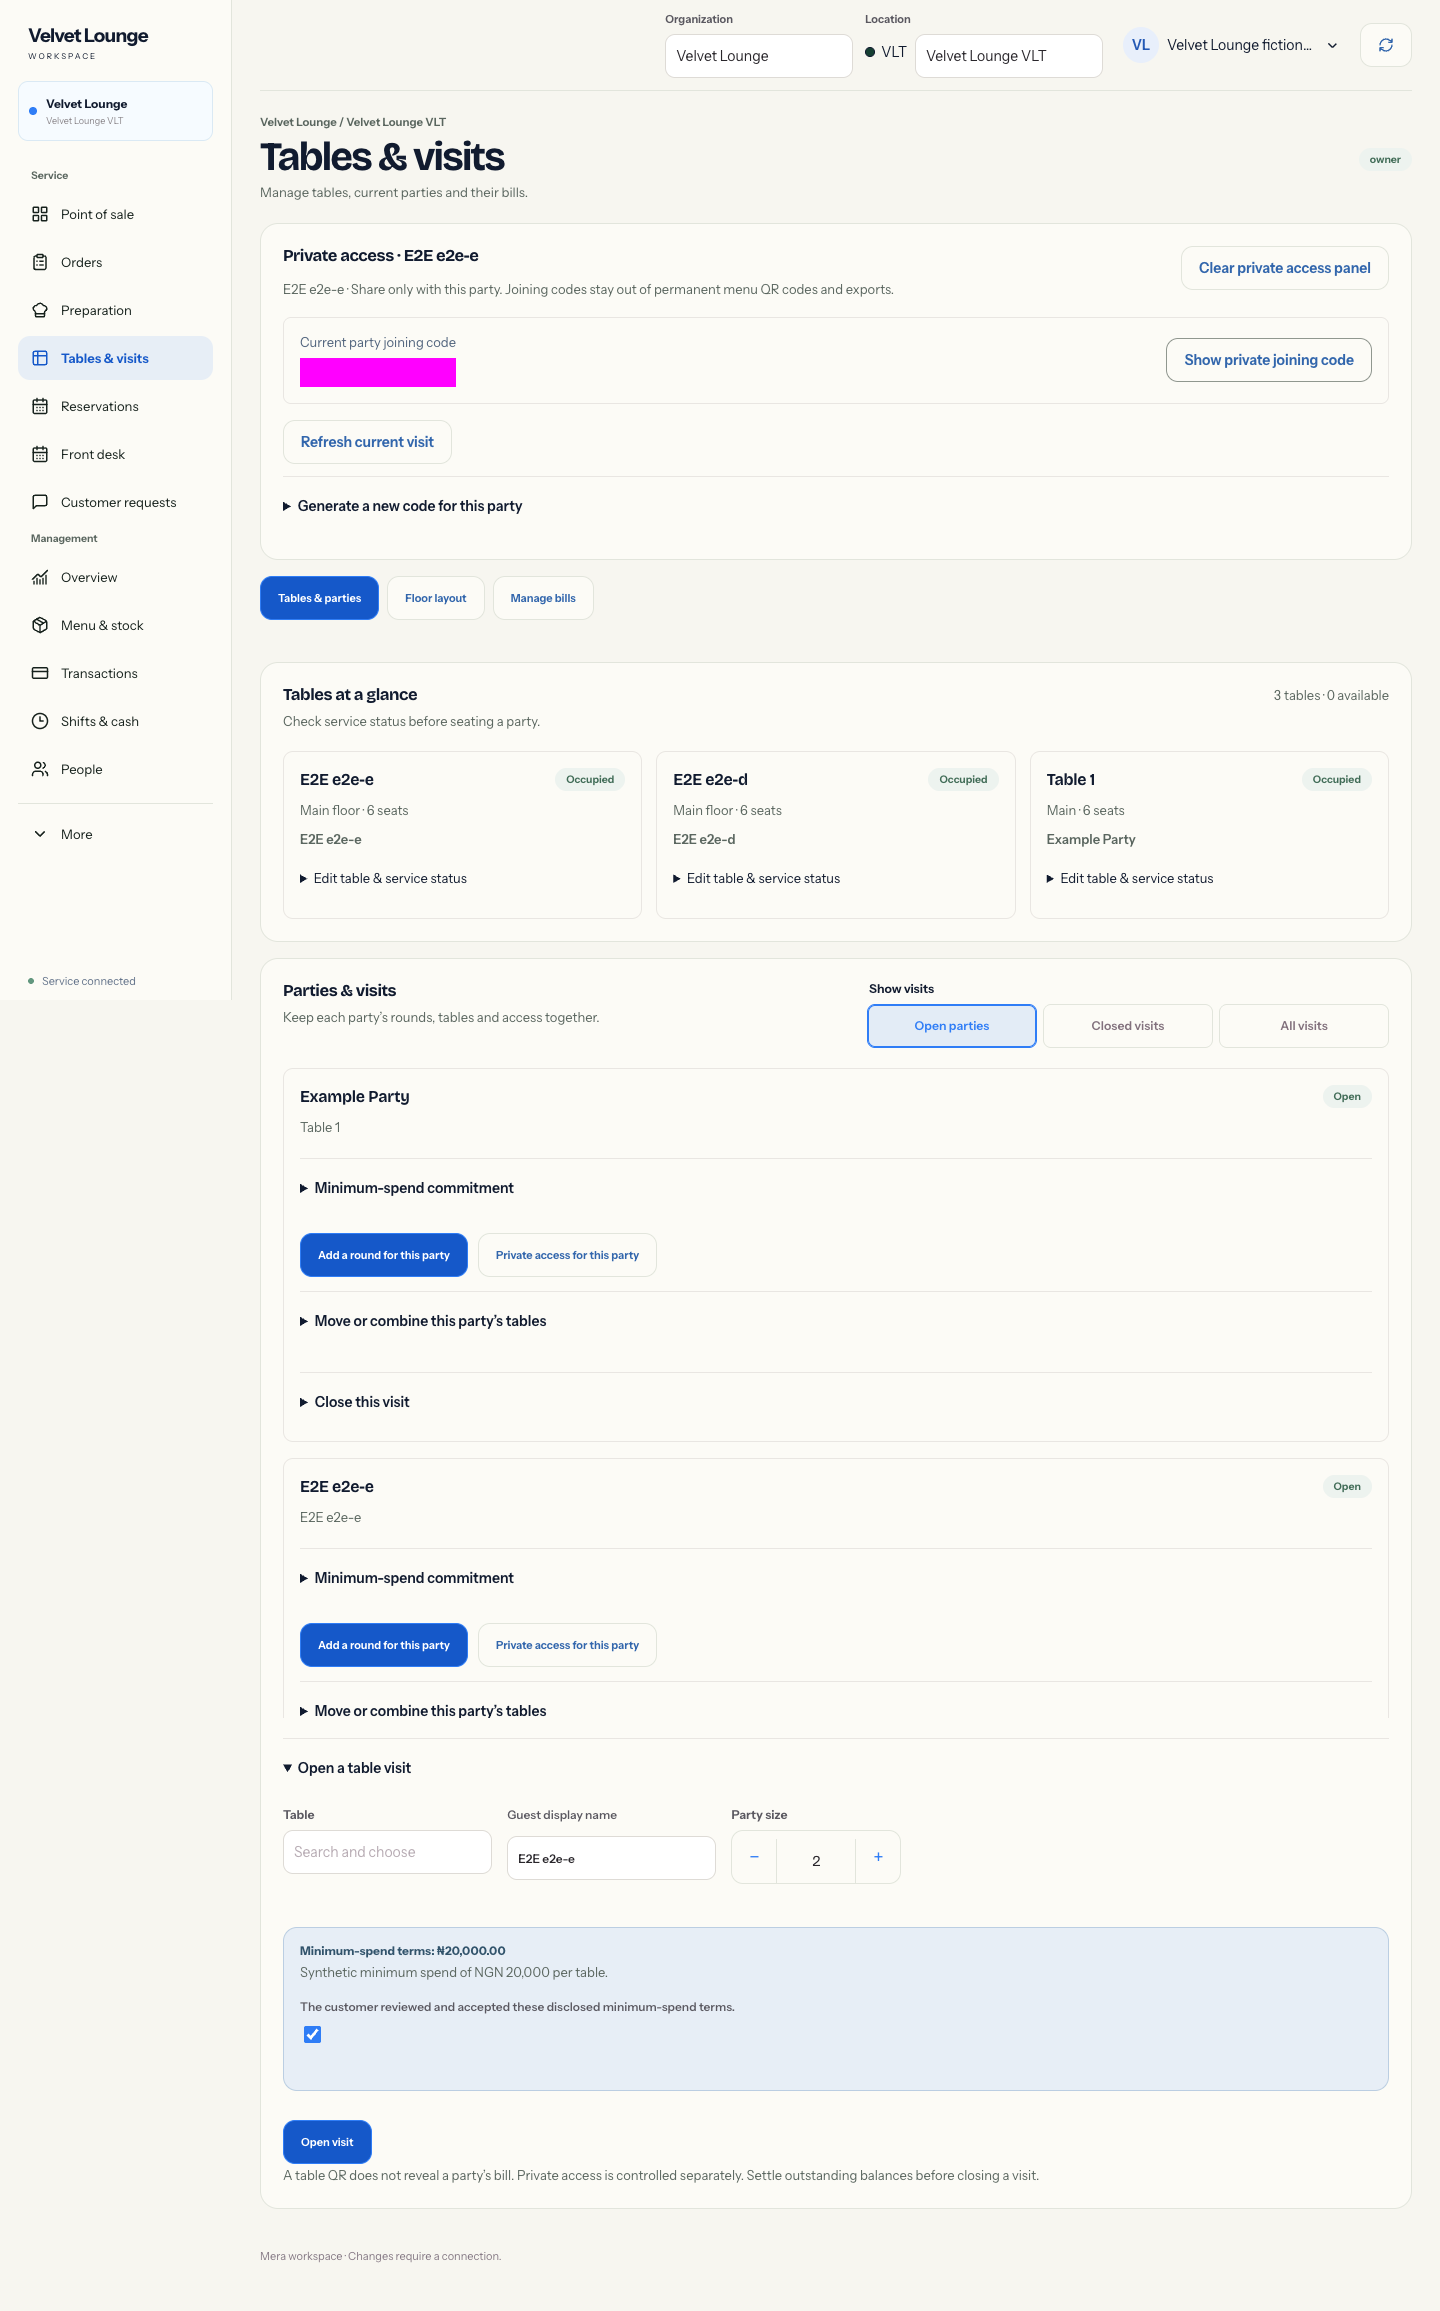 Velvet Lounge
WORKSPACE
Velvet Lounge
Velvet Lounge VLT
Service
Point of sale
Orders
Preparation
Tables & visits
Reservations
Front desk
Customer requests
Management
Overview
Menu & stock
Transactions
Shifts & cash
People
More
Service connected
Organization
Velvet Lounge
Location
VLT
Velvet Lounge VLT
VL
Velvet Lounge fiction...
Velvet Lounge / Velvet Lounge VLT
Tables & visits
owner
Manage tables, current parties and their bills.
Private access · E2E e2e-e
Clear private access panel
E2E e2e-e · Share only with this party. Joining codes stay out of permanent menu QR codes and exports.
Current party joining code
Show private joining code
Refresh current visit
Generate a new code for this party
Tables & parties
Floor layout
Manage bills
Tables at a glance
3 tables · 0 available
Check service status before seating a party.
E2E e2e-e
Occupied
Main floor · 6 seats
E2E e2e-e
Edit table & service status
E2E e2e-d
Occupied
Main floor · 6 seats
E2E e2e-d
Edit table & service status
Table 1
Occupied
Main · 6 seats
Example Party
Edit table & service status
Parties & visits
Keep each party’s rounds, tables and access together.
Show visits
Open parties
Closed visits
All visits
Example Party
Open
Table 1
Minimum-spend commitment
Add a round for this party
Private access for this party
Move or combine this party’s tables
Close this visit
E2E e2e-e
Open
E2E e2e-e
Minimum-spend commitment
Add a round for this party
Private access for this party
Move or combine this party’s tables
Open a table visit
Table
Search and choose
Guest display name
E2E e2e-e
Party size
− 2 +
Minimum-spend terms: ₦20,000.00
Synthetic minimum spend of NGN 20,000 per table.
The customer reviewed and accepted these disclosed minimum-spend terms.
Open visit
A table QR does not reveal a party’s bill. Private access is controlled separately. Settle outstanding balances before closing a visit.
Mera workspace · Changes require a connection.